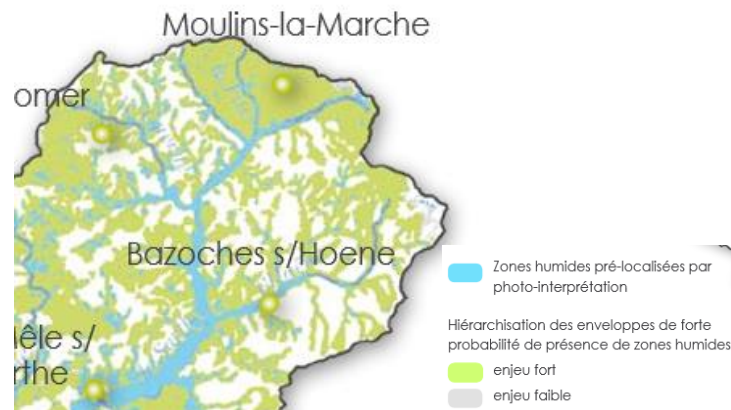 Moulins-la-Marche
omer
Bazoches s/Hoene
Zones humides pré-localisées par
photo-interprétation
Hiérarchisation des enveloppes de forte
probabilité de présence de zones humides
êle s/
rthe
enjeu fort
enjeu faible